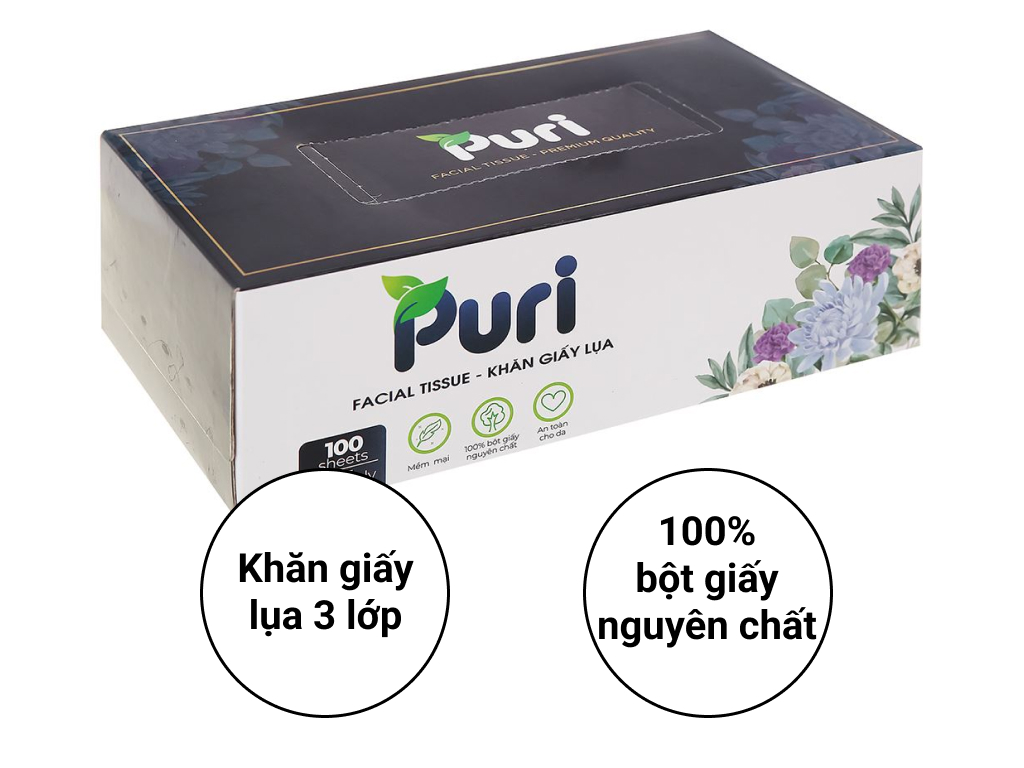 Puri
FACIAL TISSUE - PREMIUM QUALITY
Puri
FACIAL TISSUE - KHĂN GIẤY LỤA
100
sheets
Mềm mại
100% bột giấy
nguyên chất
An toàn
cho da
Khăn giấy
lụa 3 lớp
100%
bột giấy
nguyên chất